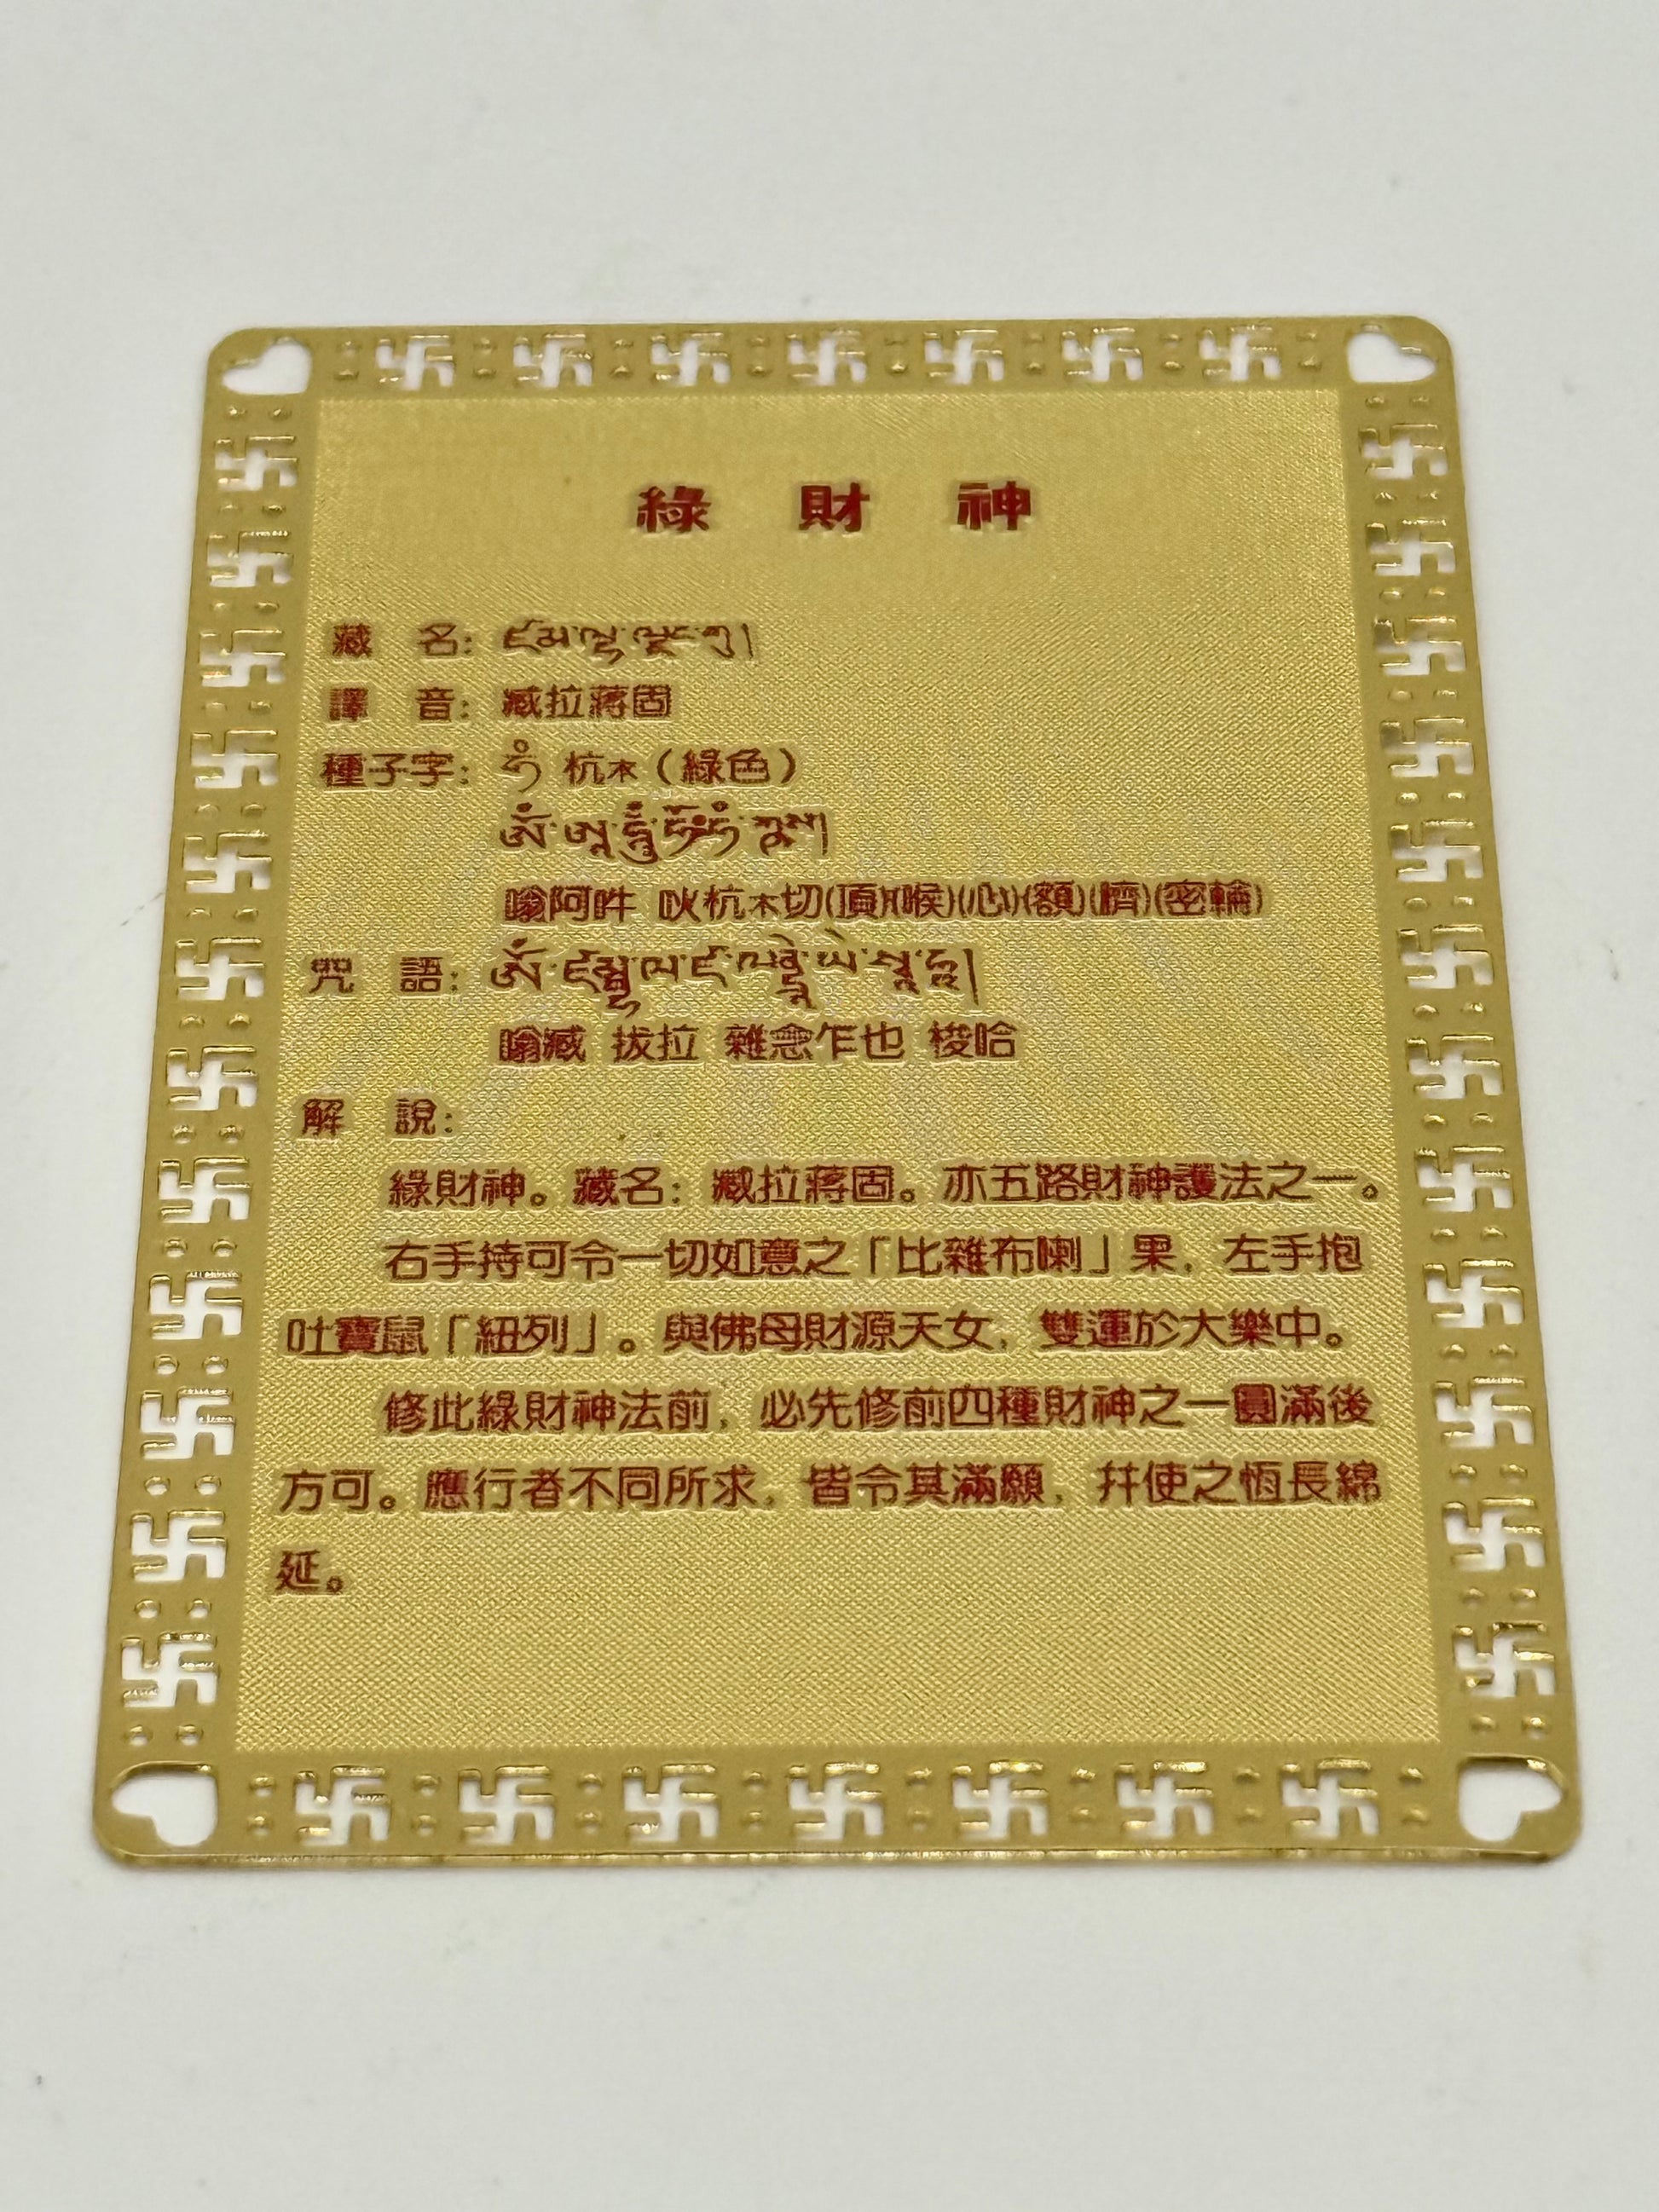 綠 財 神
藏 名: ཛམ་ལྷ་ལྗང་གུ།
譯 音: 臧拉蔣固
種子字: 杭木(綠色)
嗡阿吽 吙杭木切(頂)(喉)(心)(額)(臍)(密輪)
咒 語:
嗡臧 拔拉 雜念乍也 梭哈
解 說:
綠財神。藏名: 臧拉蔣固。亦五路財神護法之一。
右手持可令一切如意之「比雜布喇」果, 左手抱
吐寶鼠「紐列」。與佛母財源天女, 雙運於大樂中。
修此綠財神法前, 必先修前四種財神之一圓滿後
方可。應行者不同所求, 皆令其滿願, 幷使之恆長綿
延。